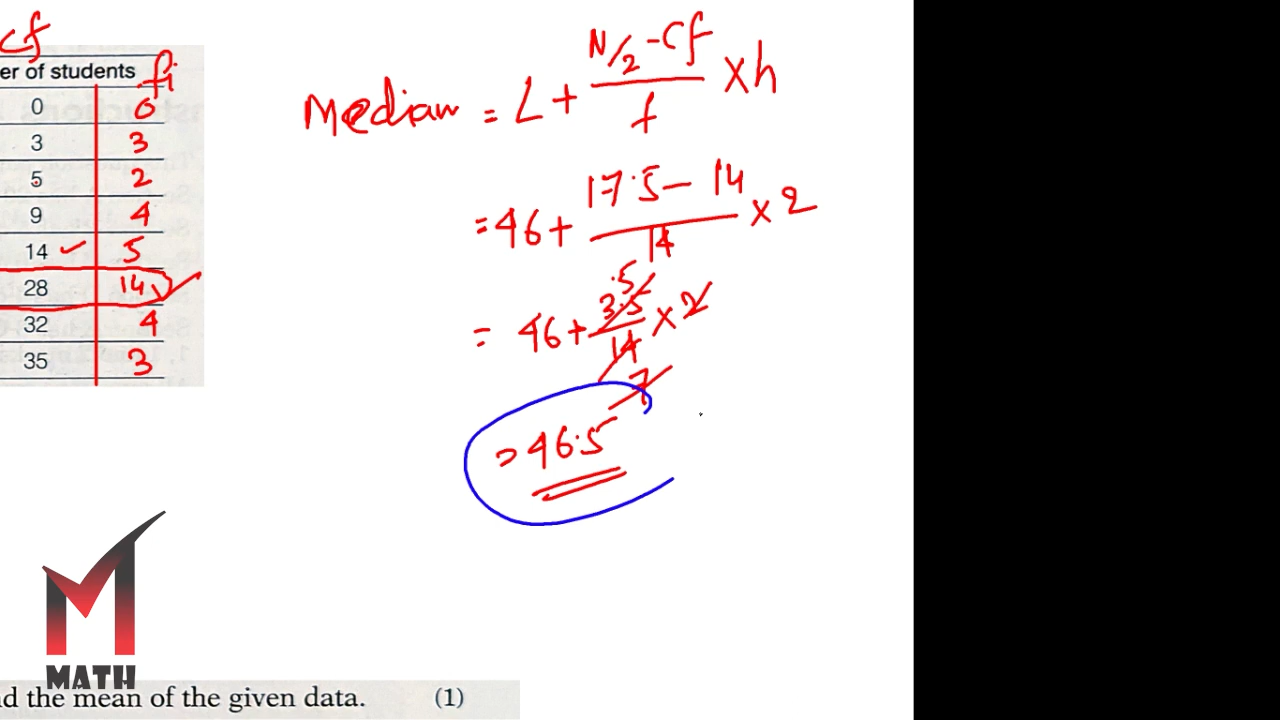 cf
er of students fi
0 0
3 3
5 2
9 4
14 ✓ 5
28 14 ✓
32 4
35 3
Median = L + (N/2 - Cf)/f × h
= 46 + (17.5 - 14)/14 × 2
= 46 + 3.5/14 × 2
.5
7
= 46.5
MATH
d the mean of the given data. (1)